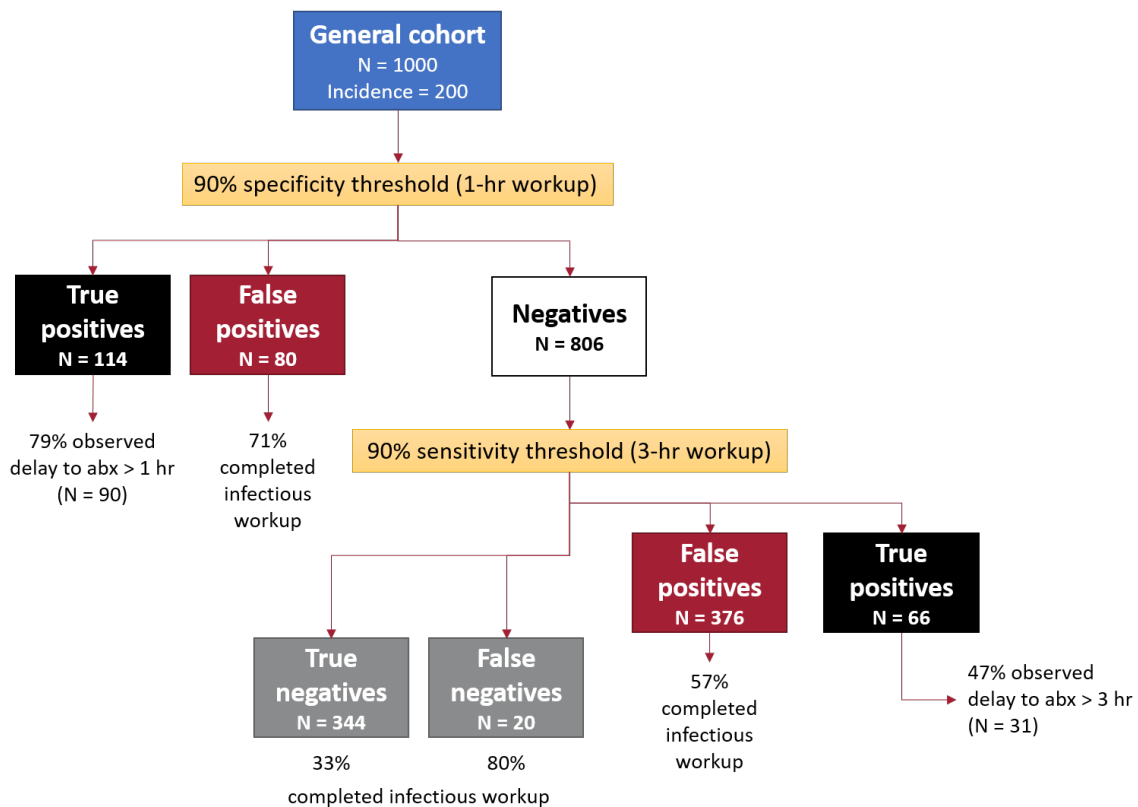 General cohort
N = 1000
Incidence = 200
90% specificity threshold (1-hr workup)
True
positives
N = 114
False
positives
N = 80
Negatives
N = 806
79% observed
delay to abx > 1 hr
(N = 90)
71%
completed
infectious
workup
90% sensitivity threshold (3-hr workup)
True
negatives
N = 344
False
negatives
N = 20
False
positives
N = 376
True
positives
N = 66
33%
80%
completed infectious workup
57%
completed
infectious
workup
47% observed
delay to abx > 3 hr
(N = 31)